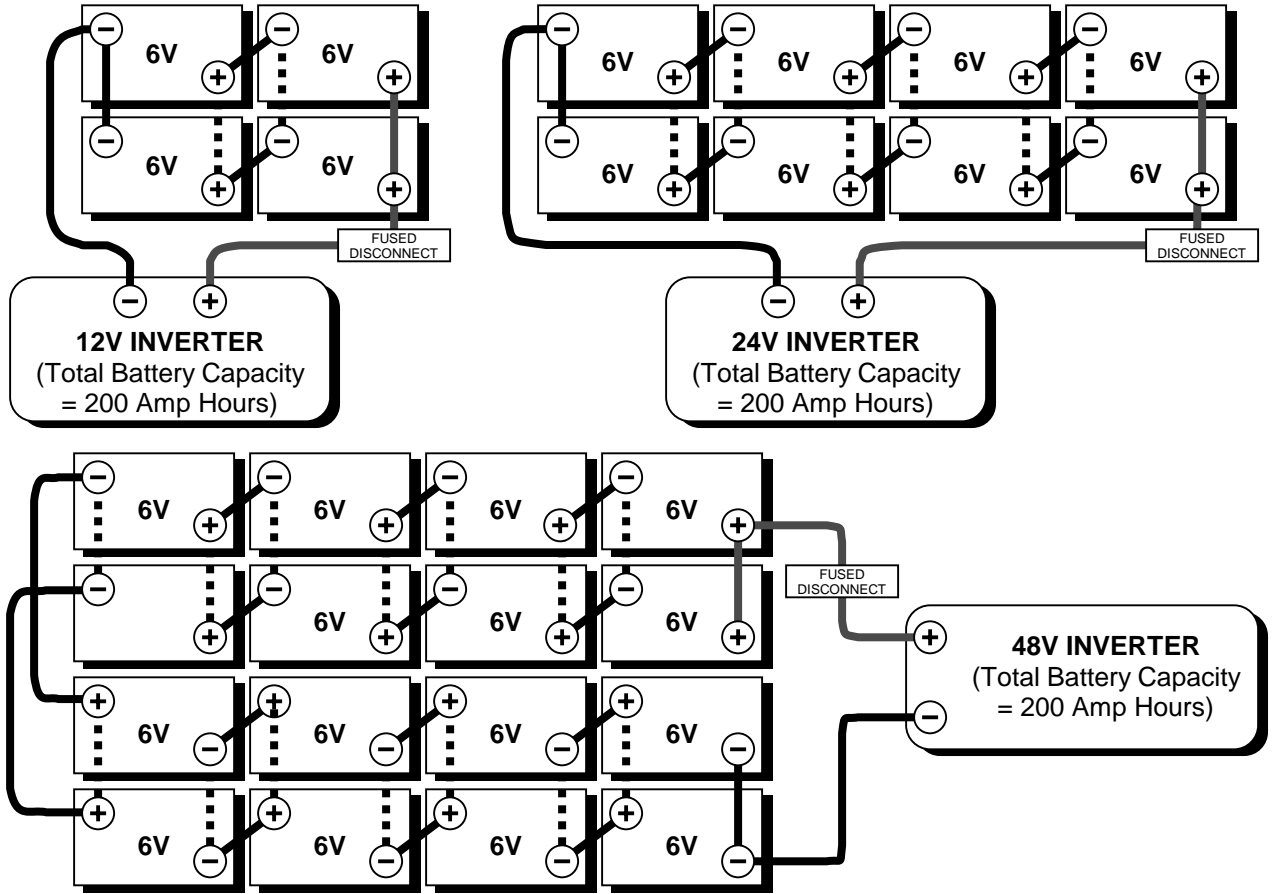 − −
6V 6V
+ +
− −
6V 6V
+ +
FUSED
DISCONNECT
− +
12V INVERTER
(Total Battery Capacity
= 200 Amp Hours)
− − − −
6V 6V 6V 6V
+ + + +
− − − −
6V 6V 6V 6V
+ + + +
FUSED
DISCONNECT
− +
24V INVERTER
(Total Battery Capacity
= 200 Amp Hours)
− − − −
6V 6V 6V 6V
+ + + +
− − − −
6V 6V 6V
+ + + +
+ + + +
6V 6V 6V 6V
− − − −
+ + + +
6V 6V 6V 6V
− − − −
FUSED
DISCONNECT
+
−
48V INVERTER
(Total Battery Capacity
= 200 Amp Hours)